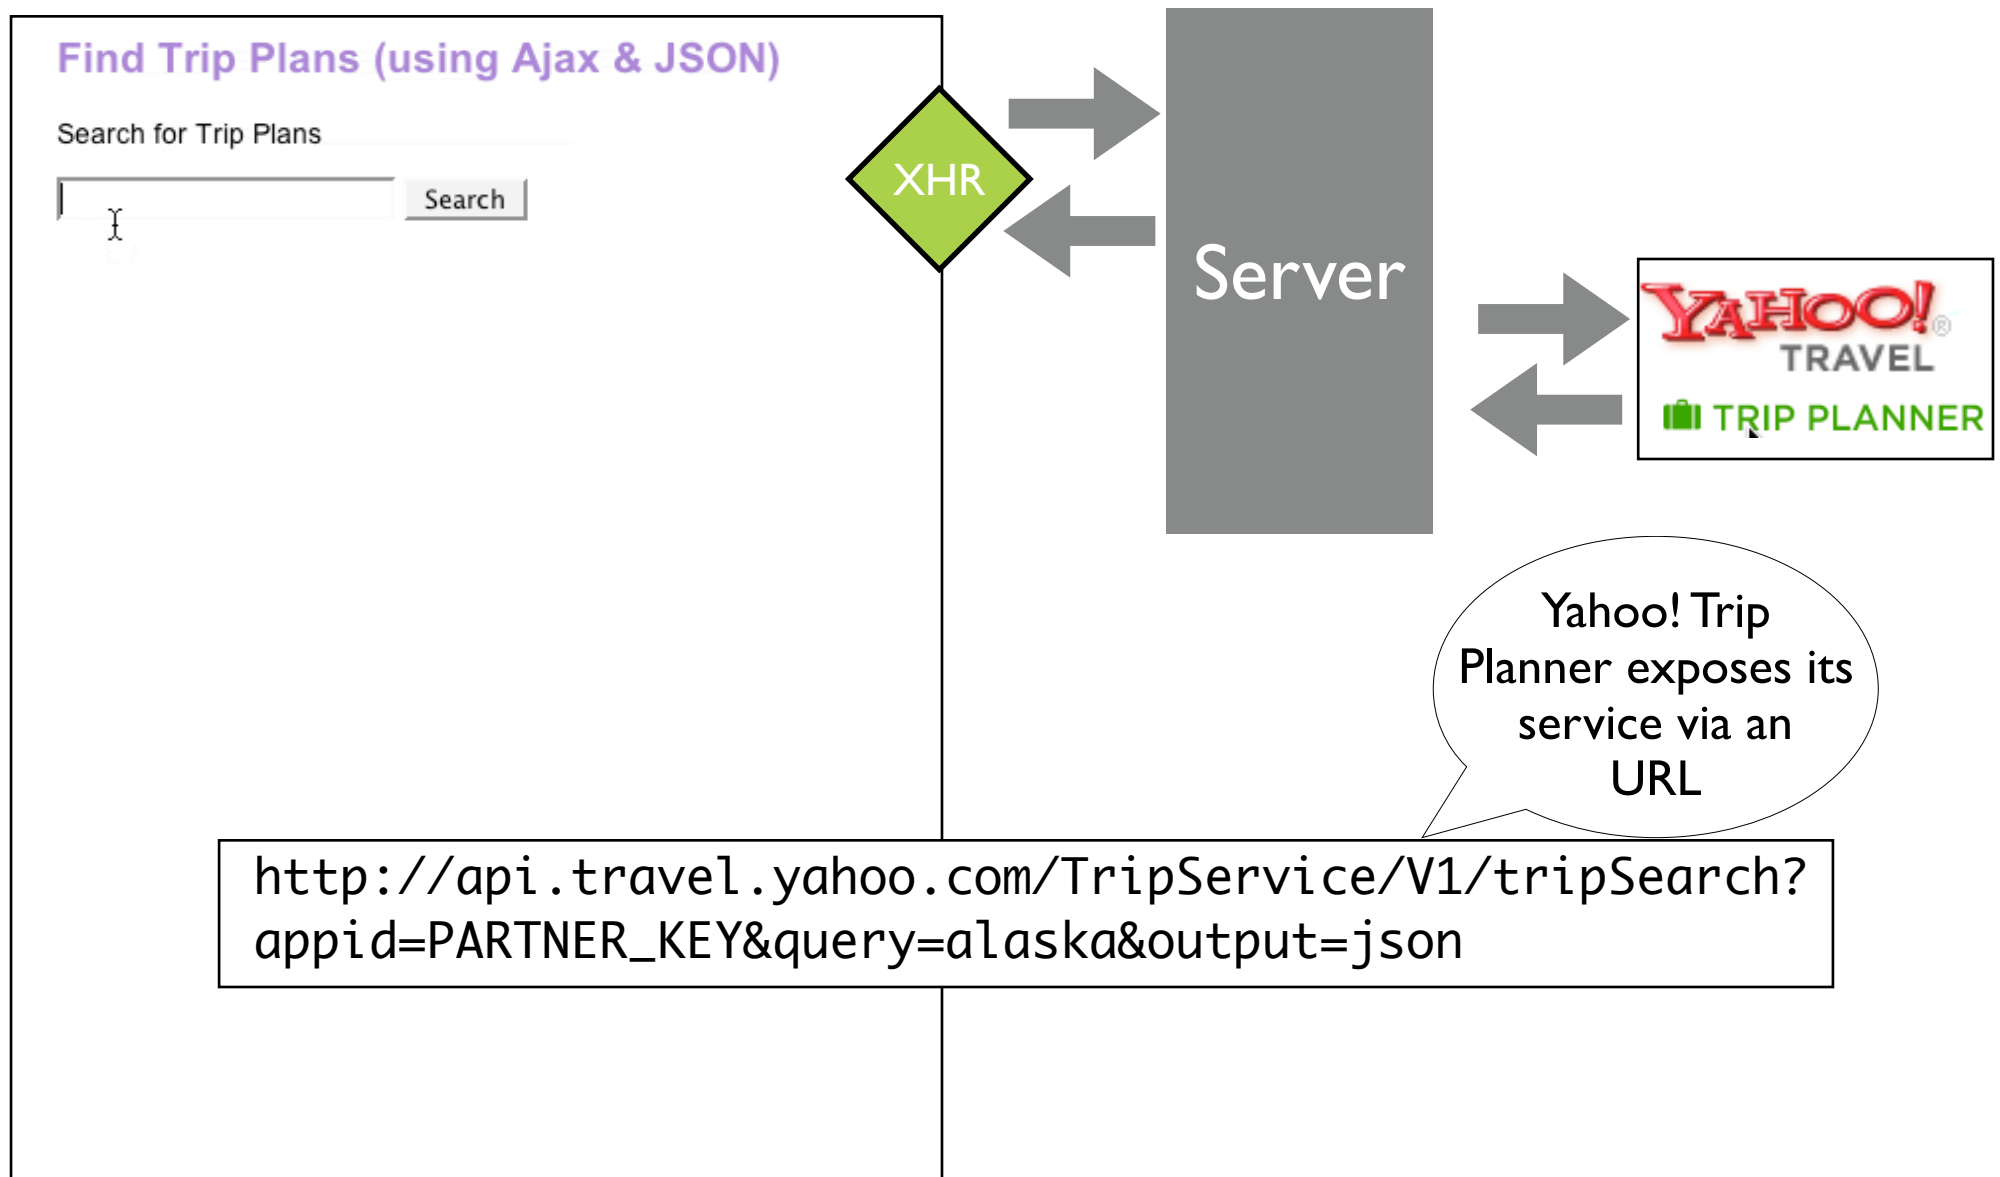 Find Trip Plans (using Ajax & JSON)
Search for Trip Plans
Search
XHR
Server
YAHOO!®
TRAVEL
TRIP PLANNER
Yahoo! Trip
Planner exposes its
service via an
URL
http://api.travel.yahoo.com/TripService/V1/tripSearch?
appid=PARTNER_KEY&query=alaska&output=json